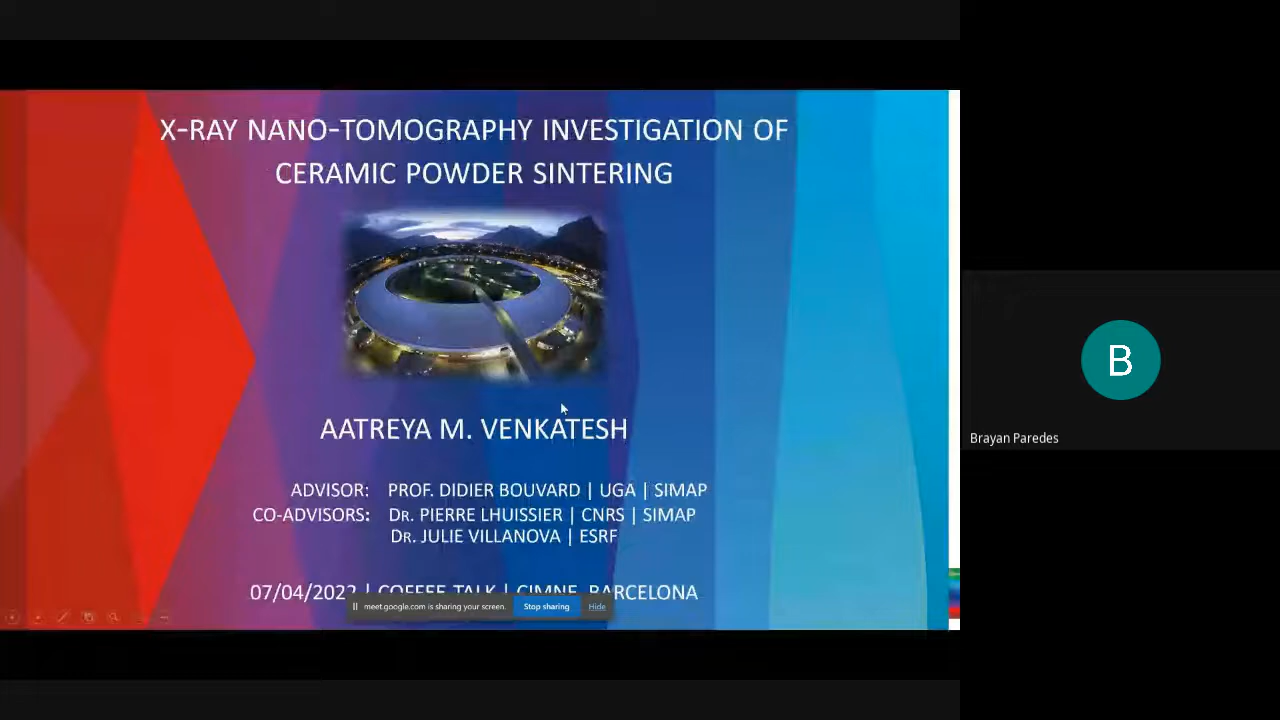 X-RAY NANO-TOMOGRAPHY INVESTIGATION OF
CERAMIC POWDER SINTERING
AATREYA M. VENKATESH
ADVISOR: PROF. DIDIER BOUVARD | UGA | SIMAP
CO-ADVISORS: DR. PIERRE LHUISSIER | CNRS | SIMAP
DR. JULIE VILLANOVA | ESRF
07/04/2022 | COFFEE TALK | CIMNE, BARCELONA
meet.google.com is sharing your screen.
Stop sharing
Hide
B
Brayan Paredes